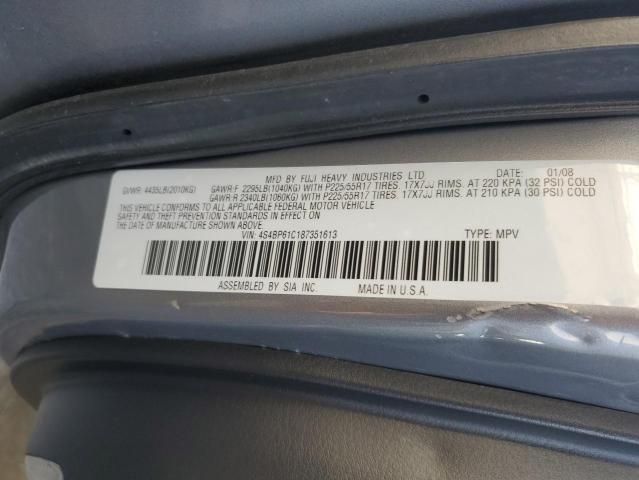 MFD BY FUJI HEAVY INDUSTRIES LTD. DATE: 01/08
GVWR: 4435LB(2010KG) GAWR:F 2295LB(1040KG) WITH P225/55R17 TIRES. 17X7JJ RIMS. AT 220 KPA (32 PSI) COLD
GAWR:R 2340LB(1060KG) WITH P225/55R17 TIRES. 17X7JJ RIMS. AT 210 KPA (30 PSI) COLD
THIS VEHICLE CONFORMS TO ALL APPLICABLE FEDERAL MOTOR VEHICLE
SAFETY AND THEFT PREVENTION STANDARDS IN EFFECT ON
THE DATE OF MANUFACTURE SHOWN ABOVE.
VIN: 4S4BP61C187351613 TYPE: MPV
ASSEMBLED BY SIA INC. MADE IN U.S.A.